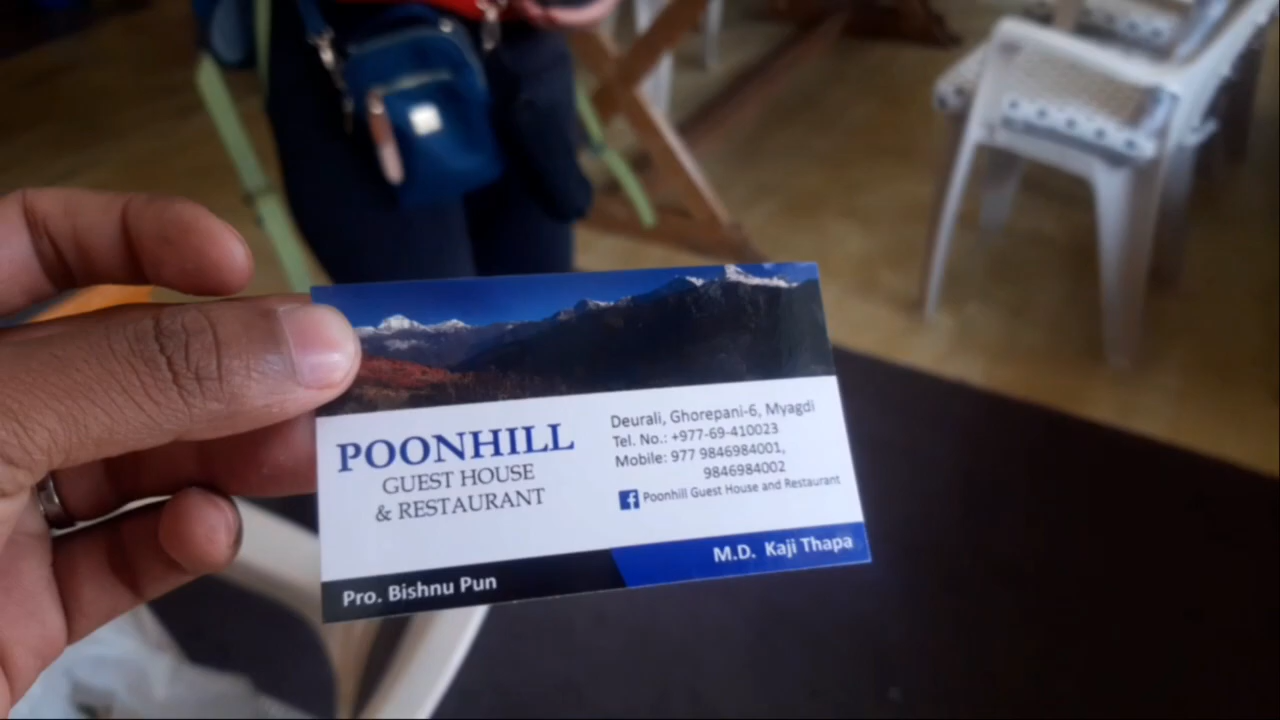 POONHILL
GUEST HOUSE
& RESTAURANT
Deurali, Ghorepani-6, Myagdi
Tel. No.: +977-69-410023
Mobile: 977 9846984001,
9846984002
f Poonhill Guest House and Restaurant
Pro. Bishnu Pun
M.D. Kaji Thapa